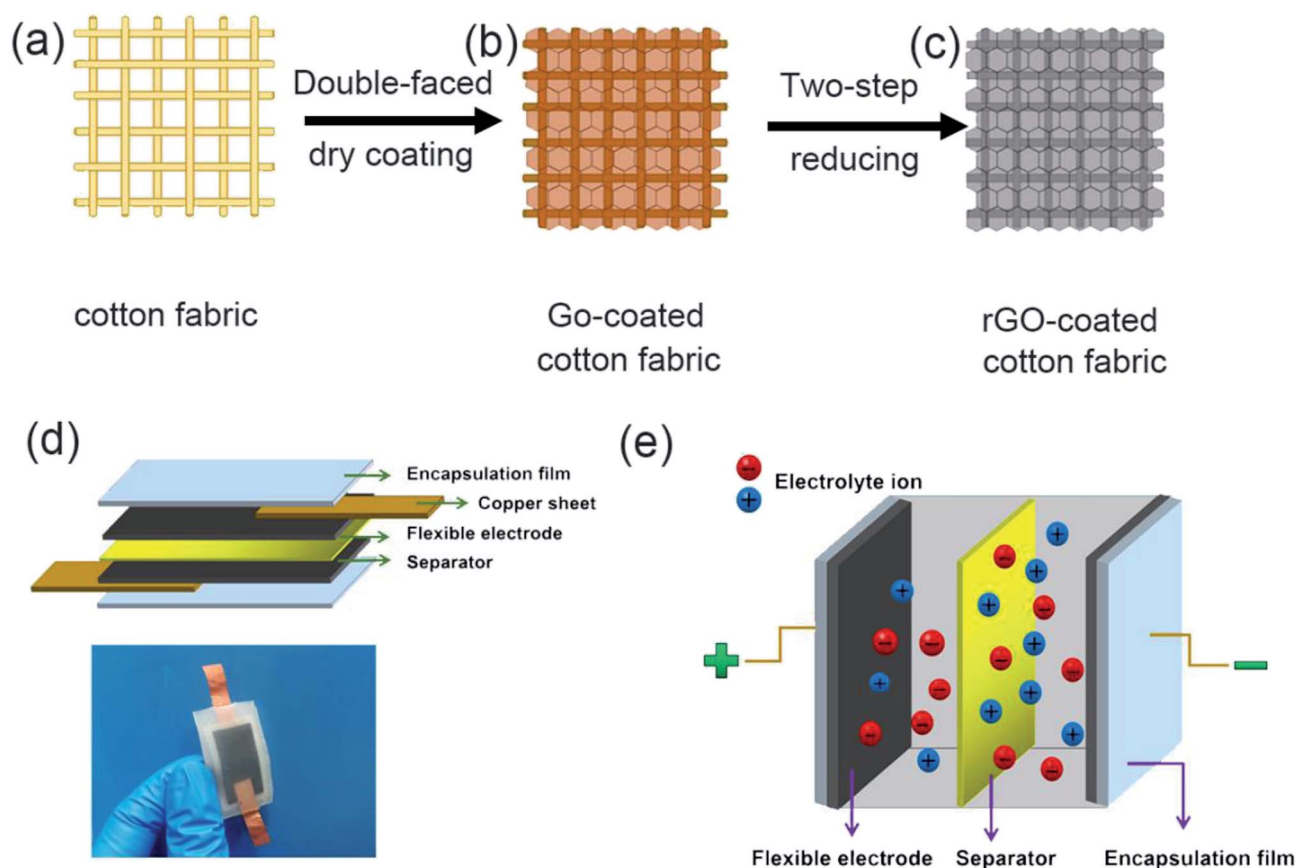 (a)
(b)
(c)
Double-faced
dry coating
Two-step
reducing
cotton fabric
Go-coated
cotton fabric
rGO-coated
cotton fabric
(d)
Encapsulation film
Copper sheet
Flexible electrode
Separator
(e)
Electrolyte ion
Flexible electrode
Separator
Encapsulation film